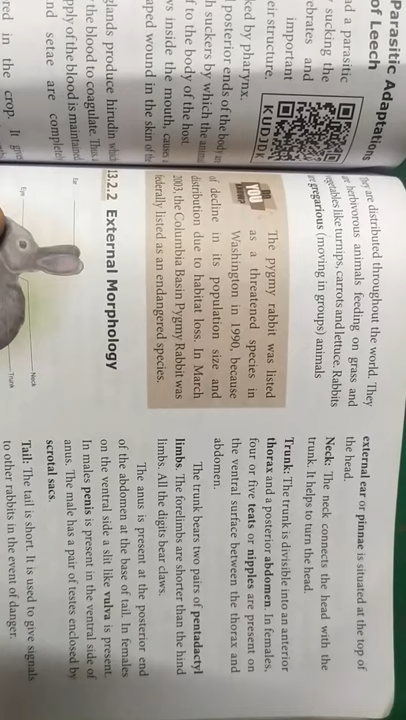 Parasitic Adaptations
of Leech
ad a parasitic
sucking the
ebrates and
important
eir structure.
ked by pharynx.
posterior ends of the body
h suckers by which the animal
f to the body of the host.
ws inside the mouth,
aped wound in the skin of the
glands produce hirudin which
the blood to coagulate.
pply of the blood is maintained
nd setae are completely
red in the crop. It
KUDJDK
they are distributed throughout the world. They
are herbivorous animals feeding on grass and
vegetables like turnips, carrots and lettuce. Rabbits
are gregarious (moving in groups) animals
YOU
The pygmy rabbit was listed
as a threatened species in
Washington in 1990, because
of decline in its population size and
distribution due to habitat loss. In March
2003, the Columbia Basin Pygmy Rabbit was
federally listed as an endangered species.
13.2.2 External Morphology
Ear
Eye
Neck
Trunk
external ear or pinnae is situated at the top of
the head.
Neck: The neck connects the head with the
trunk. It helps to turn the head.
Trunk: The trunk is divisible into an anterior
thorax and a posterior abdomen. In females,
four or five teats or nipples are present on
the ventral surface between the thorax and
abdomen.
The trunk bears two pairs of pentadactyl
limbs. The forelimbs are shorter than the hind
limbs. All the digits bear claws.
The anus is present at the posterior end
of the abdomen at the base of tail. In females
on the ventral side a slit like vulva is present.
In males penis is present in the ventral side of
anus. The male has a pair of testes enclosed by
scrotal sacs.
Tail: The tail is short. It is used to give signals
to other rabbits in the event of danger.